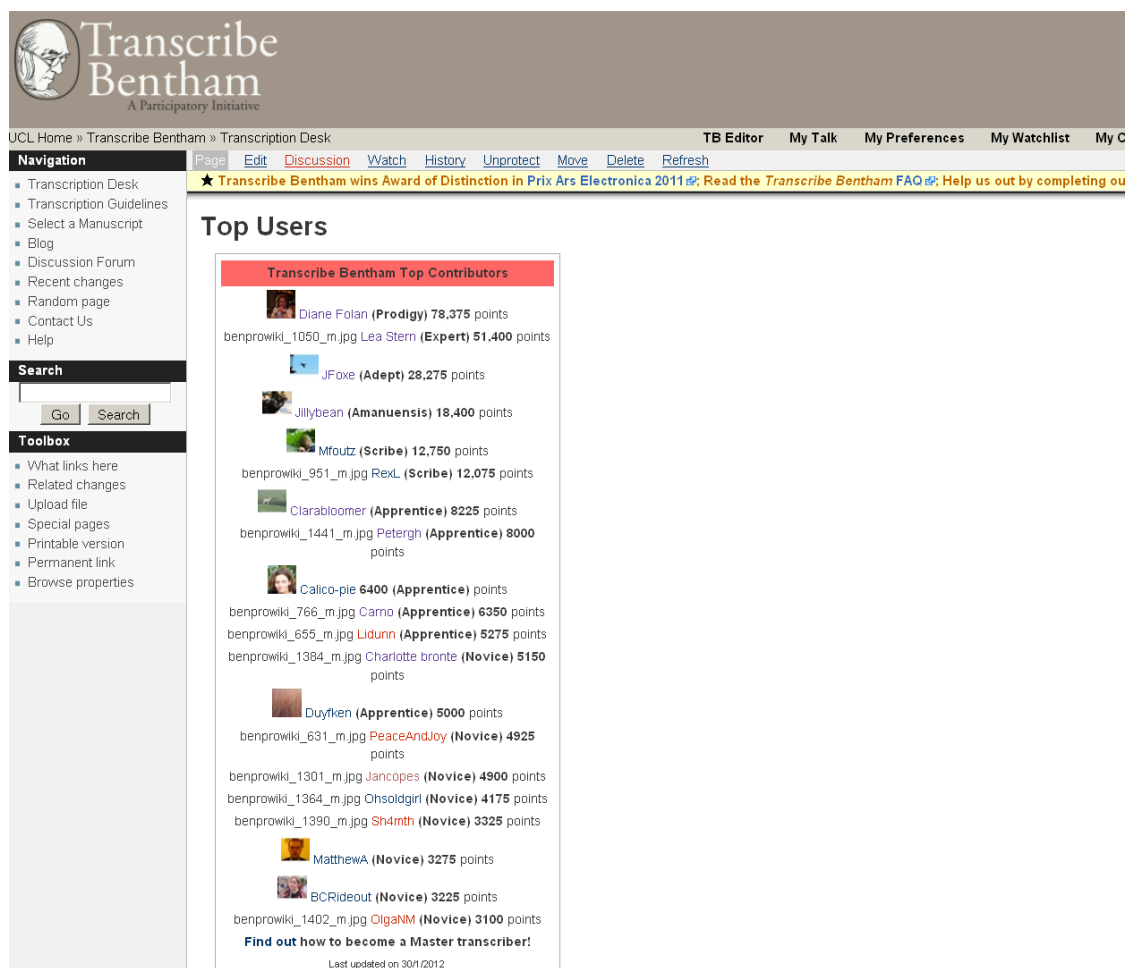 Transcribe
Bentham
A Participatory Initiative
UCL Home » Transcribe Bentham » Transcription Desk
TB Editor My Talk My Preferences My Watchlist My C
Navigation
Transcription Desk
Transcription Guidelines
Select a Manuscript
Blog
Discussion Forum
Recent changes
Random page
Contact Us
Help
Search
Go Search
Toolbox
What links here
Related changes
Upload file
Special pages
Printable version
Permanent link
Browse properties
Page Edit Discussion Watch History Unprotect Move Delete Refresh
★ Transcribe Bentham wins Award of Distinction in Prix Ars Electronica 2011; Read the Transcribe Bentham FAQ; Help us out by completing ou
Top Users
Transcribe Bentham Top Contributors
Diane Folan (Prodigy) 78,375 points
benprowiki_1050_m.jpg Lea Stern (Expert) 51,400 points
JFoxe (Adept) 28,275 points
Jillybean (Amanuensis) 18,400 points
Mfoutz (Scribe) 12,750 points
benprowiki_951_m.jpg RexL (Scribe) 12,075 points
Clarabloomer (Apprentice) 8225 points
benprowiki_1441_m.jpg Petergh (Apprentice) 8000
points
Calico-pie 6400 (Apprentice) points
benprowiki_766_m.jpg Carno (Apprentice) 6350 points
benprowiki_655_m.jpg Lidunn (Apprentice) 5275 points
benprowiki_1384_m.jpg Charlotte bronte (Novice) 5150
points
Duyfken (Apprentice) 5000 points
benprowiki_631_m.jpg PeaceAndJoy (Novice) 4925
points
benprowiki_1301_m.jpg Jancopes (Novice) 4900 points
benprowiki_1364_m.jpg Ohsoldgirl (Novice) 4175 points
benprowiki_1390_m.jpg Sh4mth (Novice) 3325 points
MatthewA (Novice) 3275 points
BCRideout (Novice) 3225 points
benprowiki_1402_m.jpg OlgaNM (Novice) 3100 points
Find out how to become a Master transcriber!
Last updated on 30/1/2012